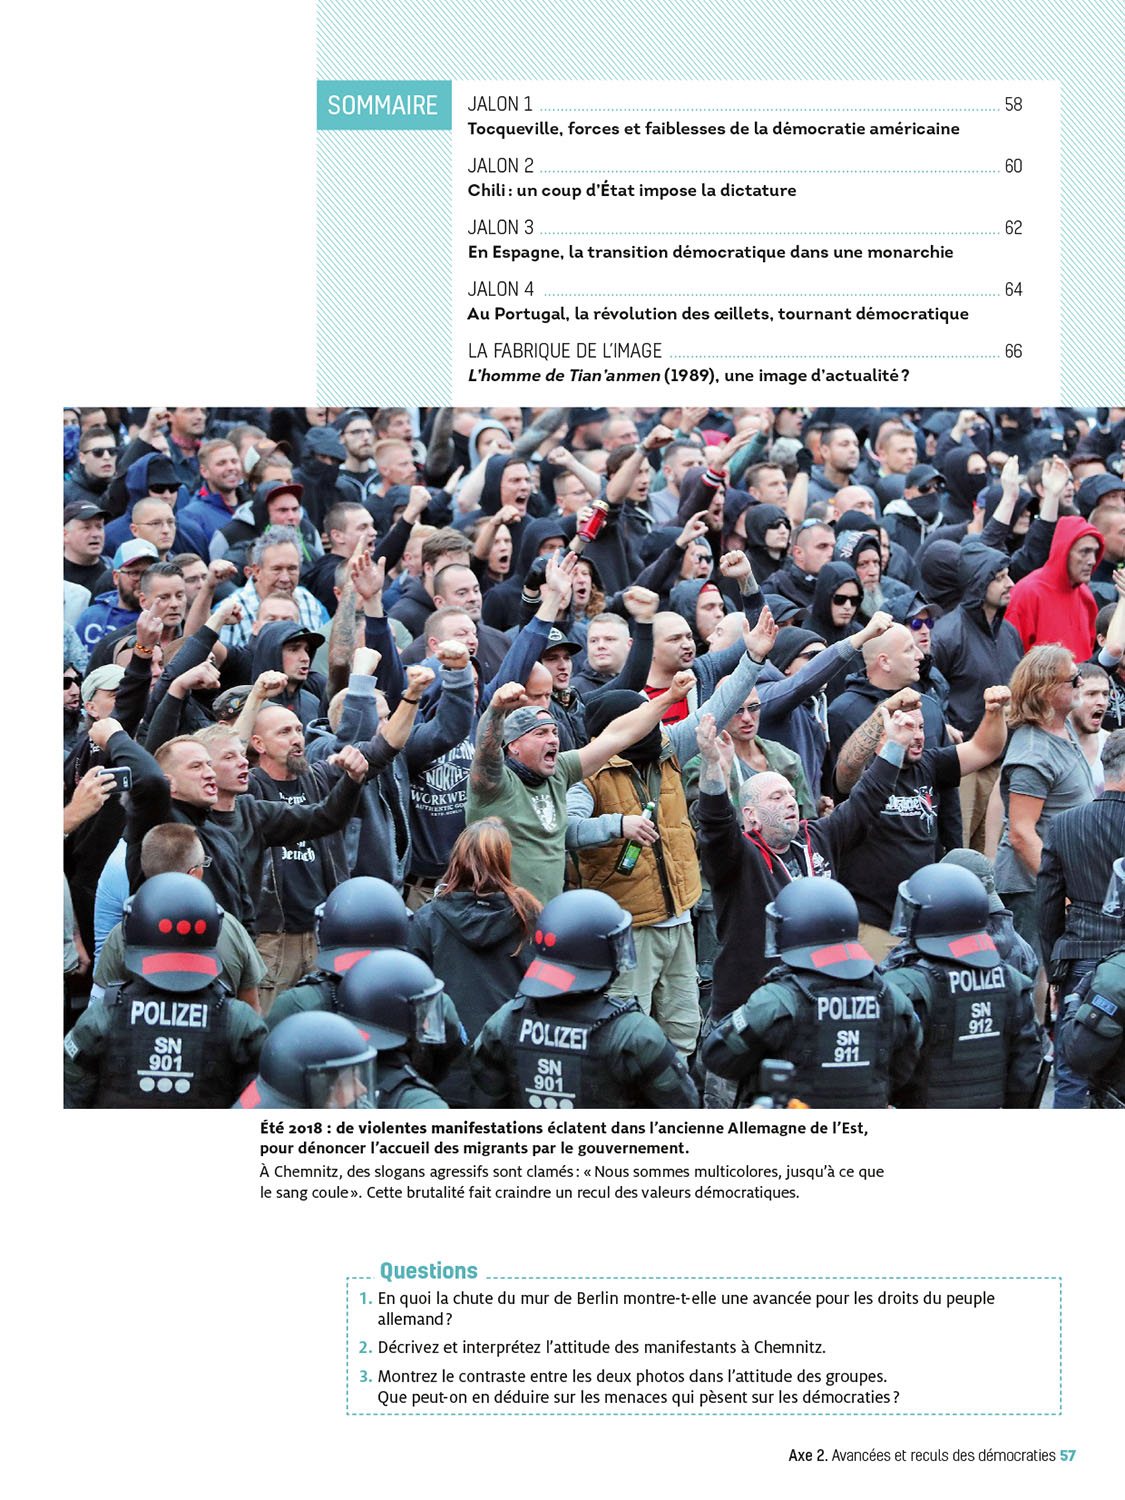 SOMMAIRE
JALON 1 58
Tocqueville, forces et faiblesses de la démocratie américaine
JALON 2 60
Chili : un coup d'État impose la dictature
JALON 3 62
En Espagne, la transition démocratique dans une monarchie
JALON 4 64
Au Portugal, la révolution des œillets, tournant démocratique
LA FABRIQUE DE L'IMAGE 66
L'homme de Tian'anmen (1989), une image d'actualité ?
NORTH
WORKWEAR
AUTHENTIC
POLIZEI
SN
901
POLIZEI
SN
901
POLIZEI
SN
911
POLIZEI
SN
912
Été 2018 : de violentes manifestations éclatent dans l'ancienne Allemagne de l'Est,
pour dénoncer l'accueil des migrants par le gouvernement.
À Chemnitz, des slogans agressifs sont clamés : « Nous sommes multicolores, jusqu'à ce que
le sang coule ». Cette brutalité fait craindre un recul des valeurs démocratiques.
Questions
1. En quoi la chute du mur de Berlin montre-t-elle une avancée pour les droits du peuple
allemand ?
2. Décrivez et interprétez l'attitude des manifestants à Chemnitz.
3. Montrez le contraste entre les deux photos dans l'attitude des groupes.
Que peut-on en déduire sur les menaces qui pèsent sur les démocraties ?
Axe 2. Avancées et reculs des démocraties 57